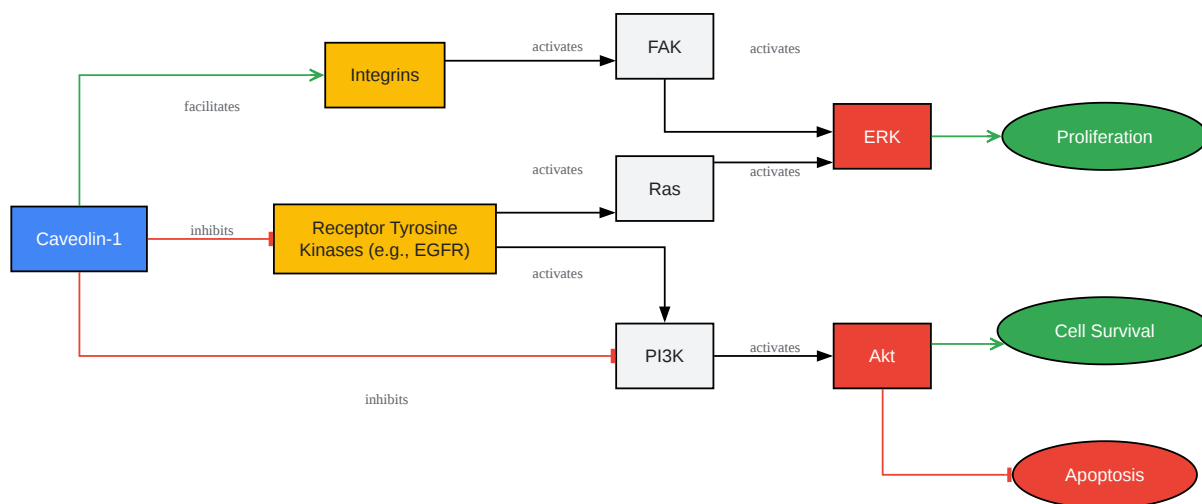 FAK
activates
activates
Integrins
facilitates
ERK
Proliferation
activates
activates
Ras
Receptor Tyrosine
Kinases (e.g., EGFR)
Caveolin-1
inhibits
activates
Cell Survival
PI3K
activates
Akt
inhibits
Apoptosis